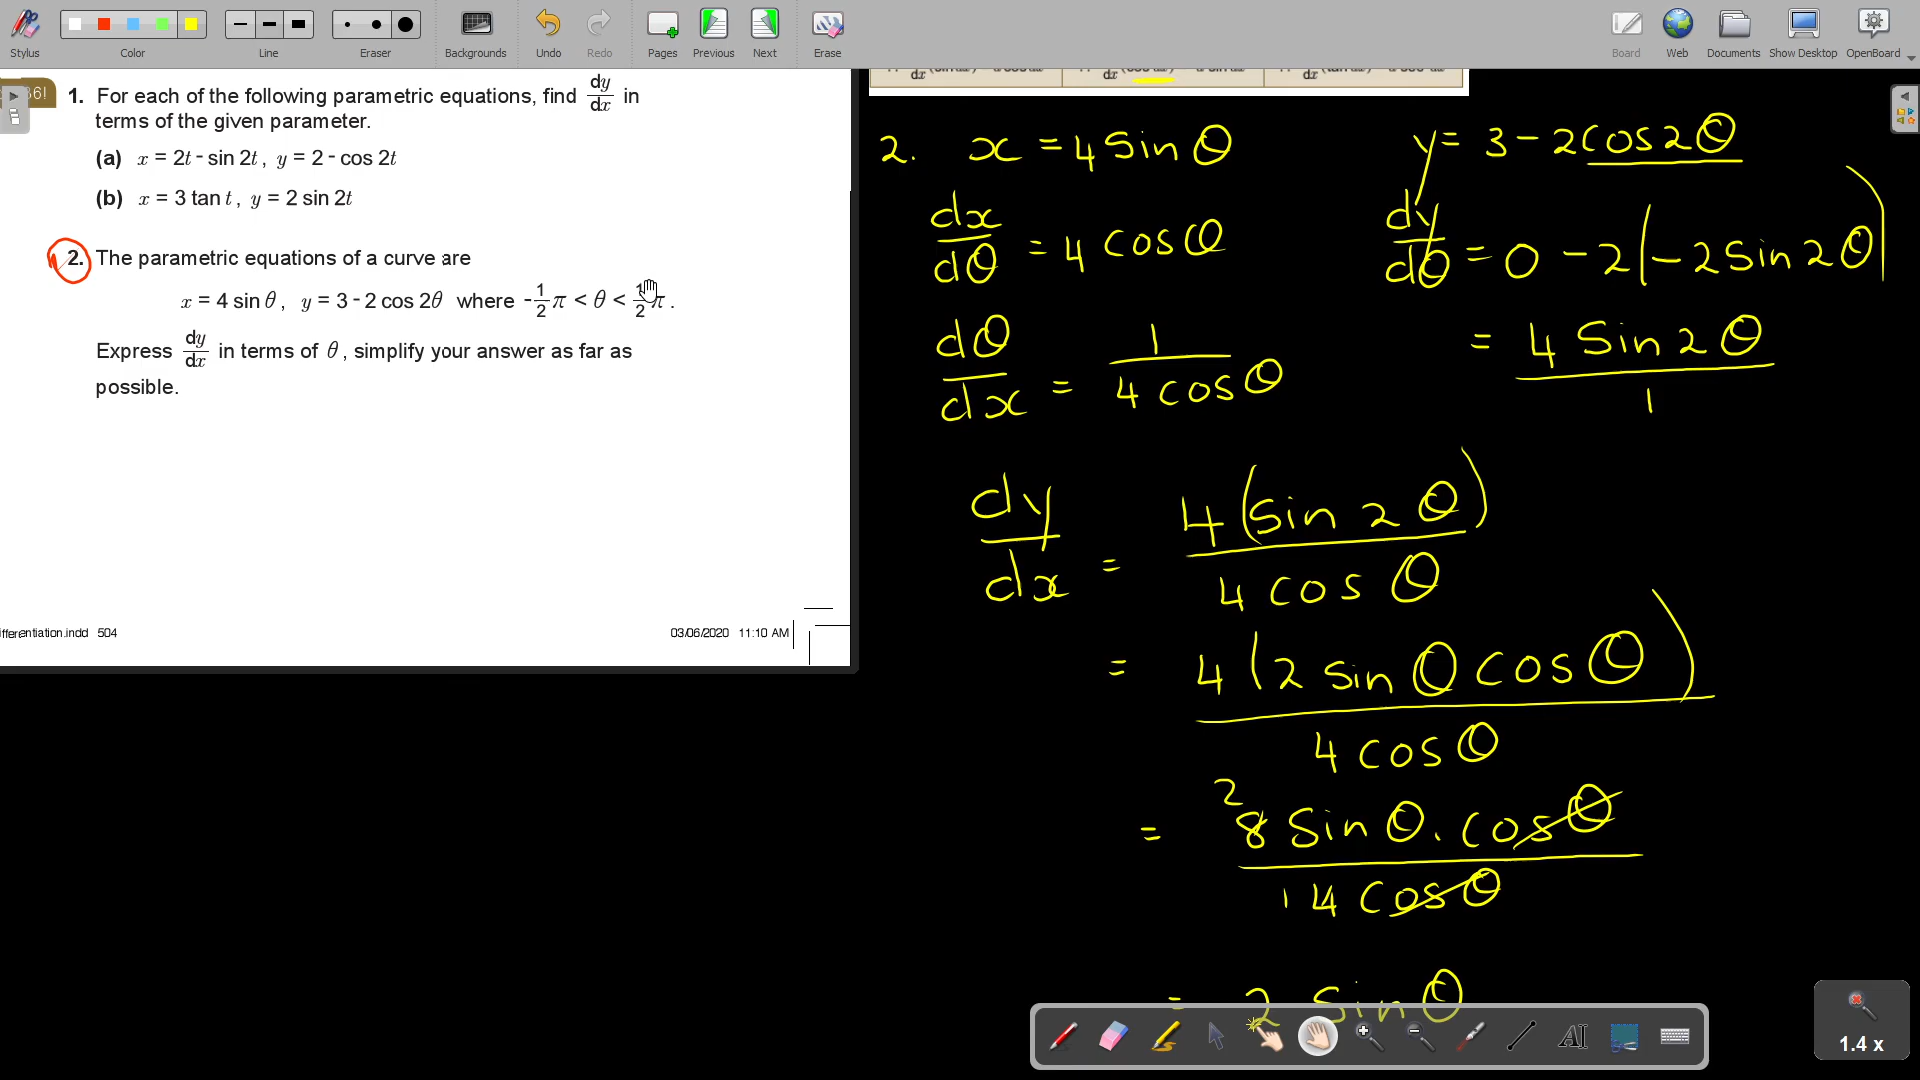 Stylus Color Line Eraser Backgrounds Undo Redo Pages Previous Next Erase Board Web Documents Show Desktop OpenBoard
1. For each of the following parametric equations, find dy/dx in
terms of the given parameter.
(a) x = 2t - sin 2t, y = 2 - cos 2t
(b) x = 3 tan t, y = 2 sin 2t
2. The parametric equations of a curve are
x = 4 sin θ, y = 3 - 2 cos 2θ where -1/2 π < θ < 1/2 π.
Express dy/dx in terms of θ, simplify your answer as far as
possible.
fferentiation.indd 504
03/06/2020 11:10 AM
2. x = 4 Sin θ
y = 3 - 2 cos 2θ
dx/dθ = 4 cos θ
dy/dθ = 0 - 2(-2 sin 2θ)
dθ/dx = 1/4 cos θ
= 4 Sin 2θ/1
dy/dx = 4(sin 2θ)/4 cos θ
= 4(2 sin θ cos θ)/4 cos θ
2
= 8 sin θ . cos θ/1 4 cos θ
= 2 Sin θ
AI
1.4 x